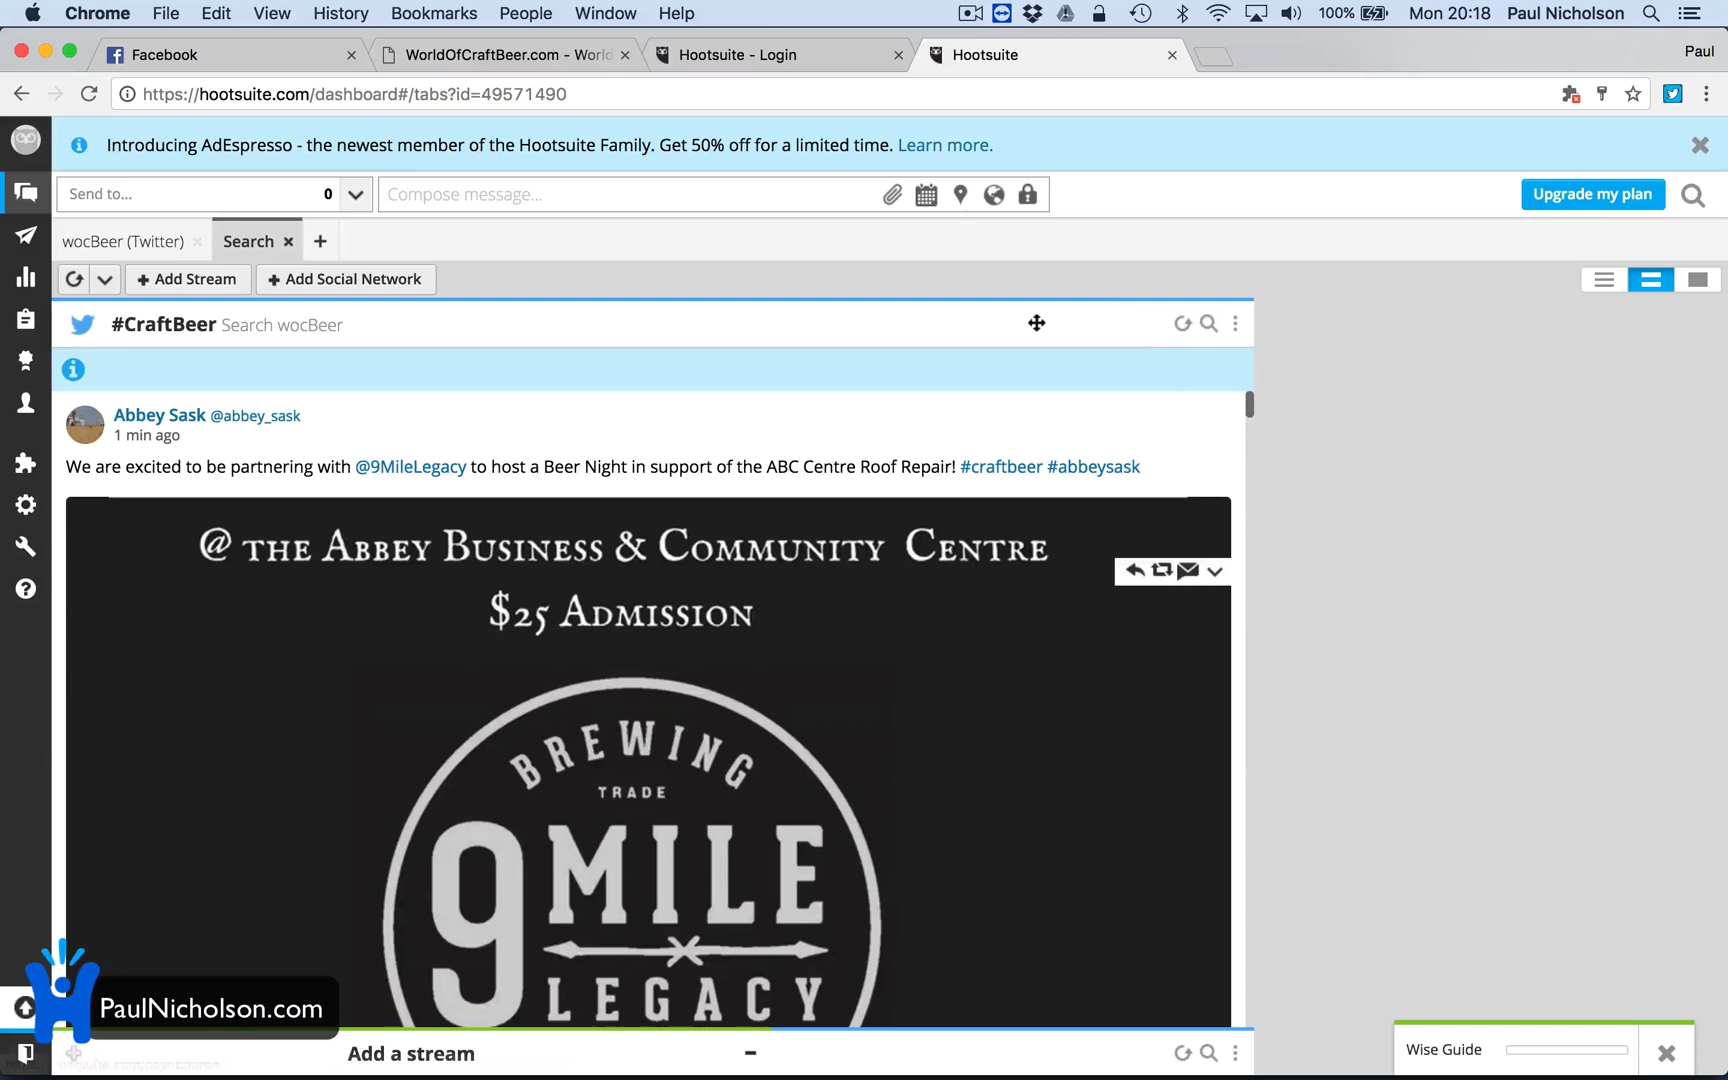 Chrome File Edit View History Bookmarks People Window Help 100% Mon 20:18 Paul Nicholson
Facebook WorldOfCraftBeer.com - World Hootsuite - Login Hootsuite Paul
https://hootsuite.com/dashboard#/tabs?id=49571490
Introducing AdEspresso - the newest member of the Hootsuite Family. Get 50% off for a limited time. Learn more.
Send to... 0 Compose message... Upgrade my plan
wocBeer (Twitter) Search
Add Stream Add Social Network
#CraftBeer Search wocBeer
Abbey Sask @abbey_sask
1 min ago
We are excited to be partnering with @9MileLegacy to host a Beer Night in support of the ABC Centre Roof Repair! #craftbeer #abbeysask
@ the Abbey Business & Community Centre
$25 Admission
BREWING
TRADE
9 MILE
LEGACY
PaulNicholson.com
Add a stream
Wise Guide